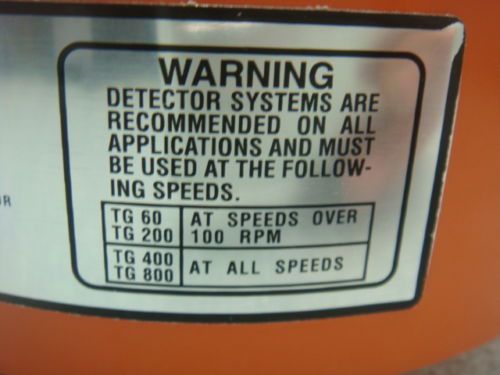 WARNING
DETECTOR SYSTEMS ARE
RECOMMENDED ON ALL
APPLICATIONS AND MUST
BE USED AT THE FOLLOW-
ING SPEEDS.
TG 60 AT SPEEDS OVER
TG 200 100 RPM
TG 400
TG 800 AT ALL SPEEDS